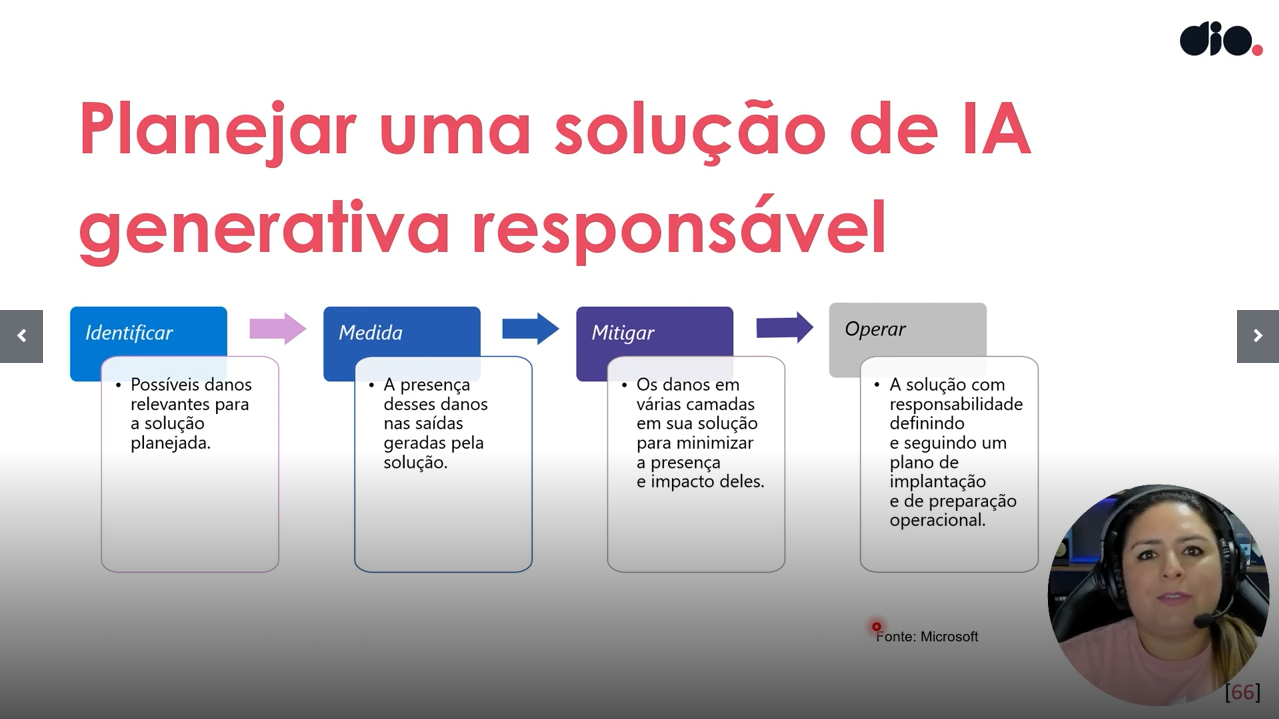 dio.
Planejar uma solução de IA
generativa responsável
Identificar
• Possíveis danos
relevantes para
a solução
planejada.
Medida
• A presença
desses danos
nas saídas
geradas pela
solução.
Mitigar
• Os danos em
várias camadas
em sua solução
para minimizar
a presença
e impacto deles.
Operar
• A solução com
responsabilidade
definindo
e seguindo um
plano de
implantação
e de preparação
operacional.
Fonte: Microsoft
[66]